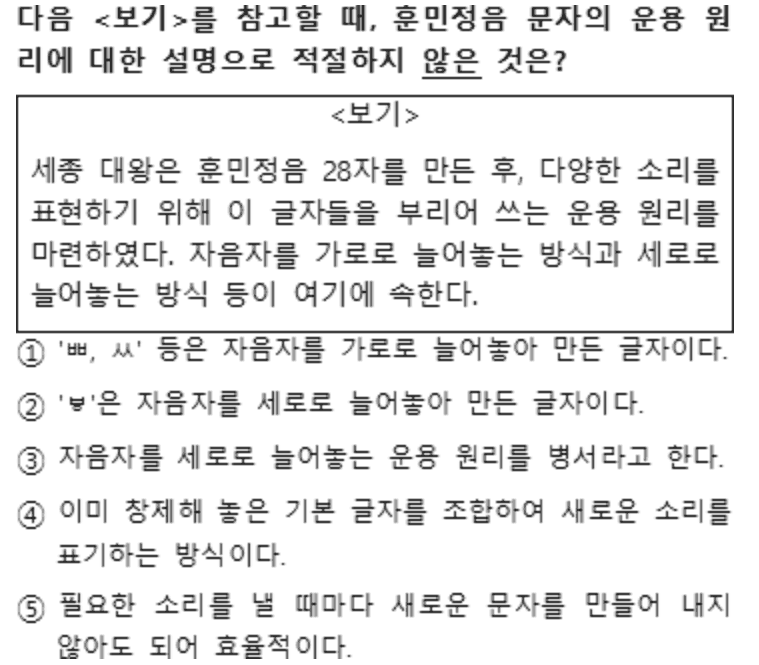 다음 <보기>를 참고할 때, 훈민정음 문자의 운용 원
리에 대한 설명으로 적절하지 않은 것은?
<보기>
세종 대왕은 훈민정음 28자를 만든 후, 다양한 소리를
표현하기 위해 이 글자들을 부리어 쓰는 운용 원리를
마련하였다. 자음자를 가로로 늘어놓는 방식과 세로로
늘어놓는 방식 등이 여기에 속한다.
① 'ㅃ, ㅆ' 등은 자음자를 가로로 늘어놓아 만든 글자이다.
② 'ㅸ'은 자음자를 세로로 늘어놓아 만든 글자이다.
③ 자음자를 세로로 늘어놓는 운용 원리를 병서라고 한다.
④ 이미 창제해 놓은 기본 글자를 조합하여 새로운 소리를
표기하는 방식이다.
⑤ 필요한 소리를 낼 때마다 새로운 문자를 만들어 내지
않아도 되어 효율적이다.